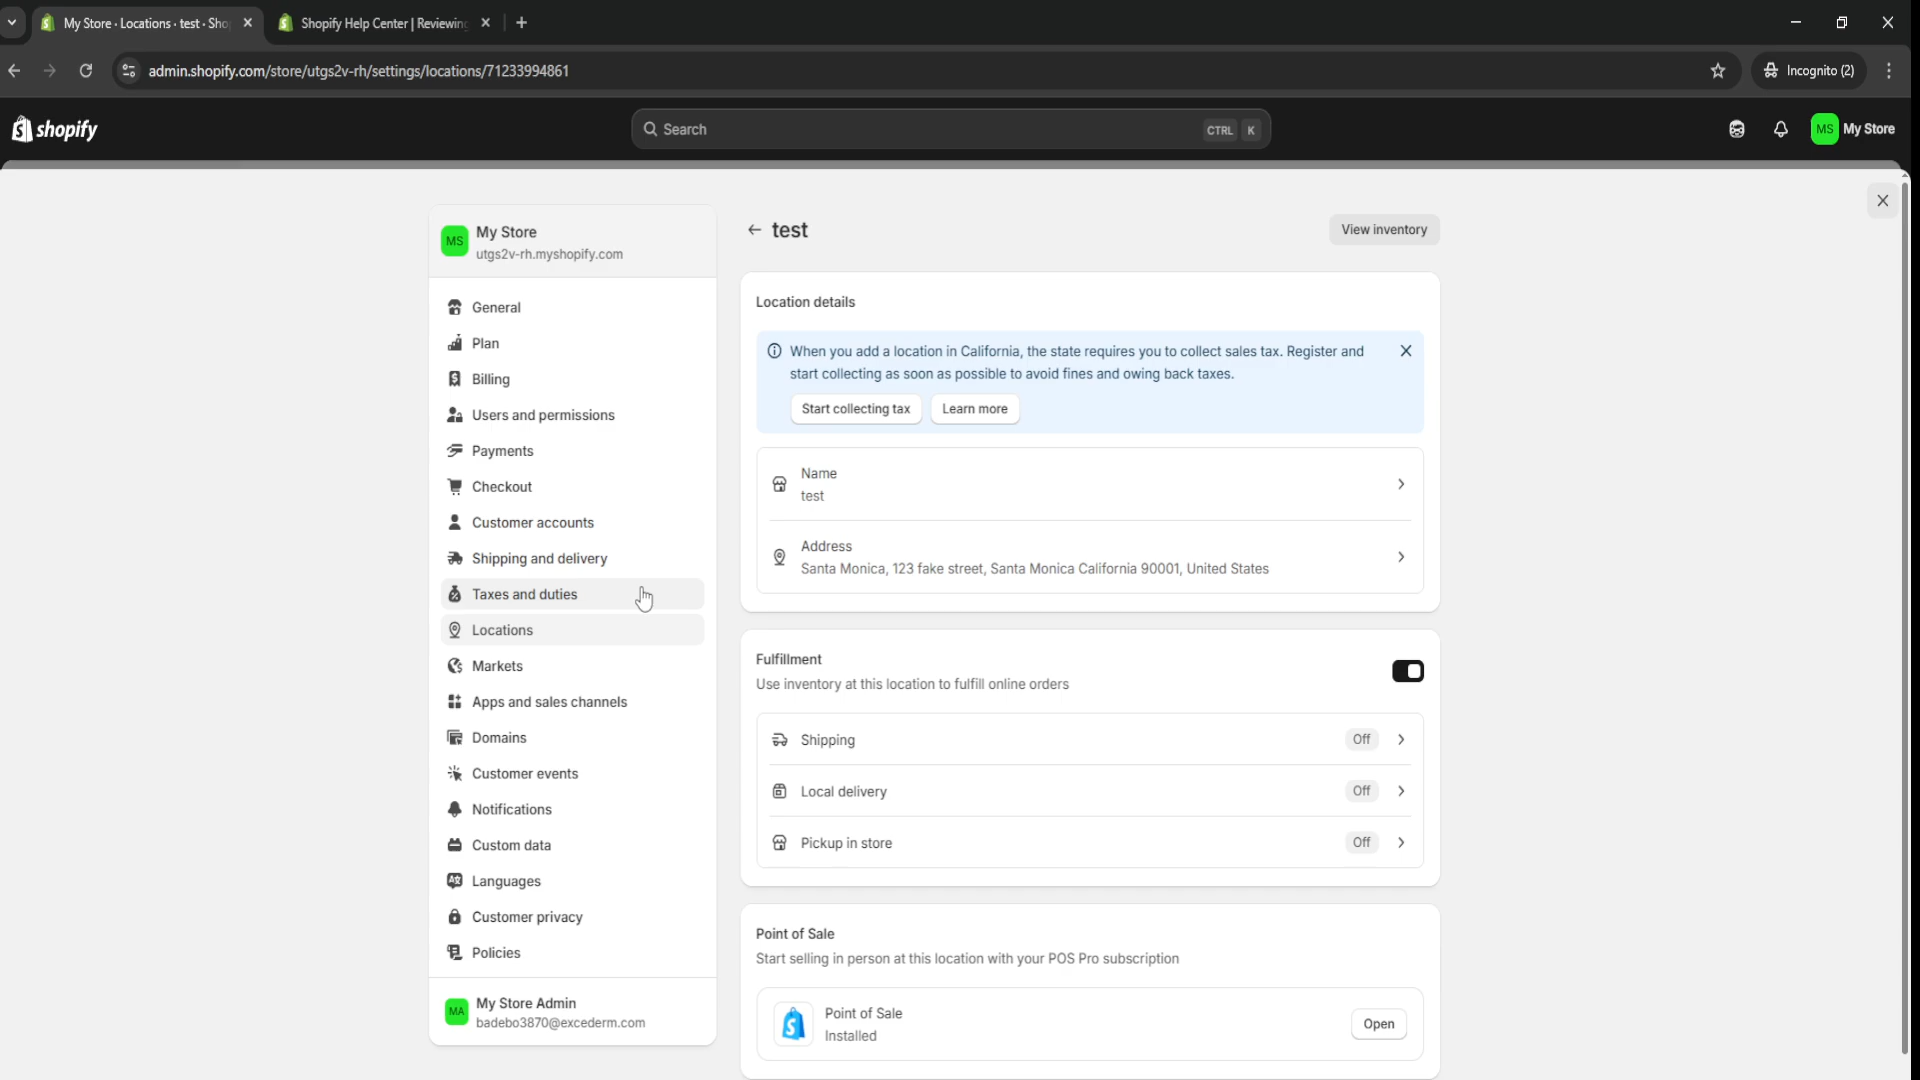 My Store · Locations · test · Sho
Shopify Help Center | Reviewing
admin.shopify.com/store/utgs2v-rh/settings/locations/71233994861
Incognito (2)
shopify
Search
CTRL K
MS My Store
MS
My Store
utgs2v-rh.myshopify.com
General
Plan
Billing
Users and permissions
Payments
Checkout
Customer accounts
Shipping and delivery
Taxes and duties
Locations
Markets
Apps and sales channels
Domains
Customer events
Notifications
Custom data
Languages
Customer privacy
Policies
MA
My Store Admin
badebo3870@excederm.com
test
View inventory
Location details
When you add a location in California, the state requires you to collect sales tax. Register and
start collecting as soon as possible to avoid fines and owing back taxes.
Start collecting tax
Learn more
Name
test
Address
Santa Monica, 123 fake street, Santa Monica California 90001, United States
Fulfillment
Use inventory at this location to fulfill online orders
Shipping Off
Local delivery Off
Pickup in store Off
Point of Sale
Start selling in person at this location with your POS Pro subscription
Point of Sale
Installed
Open